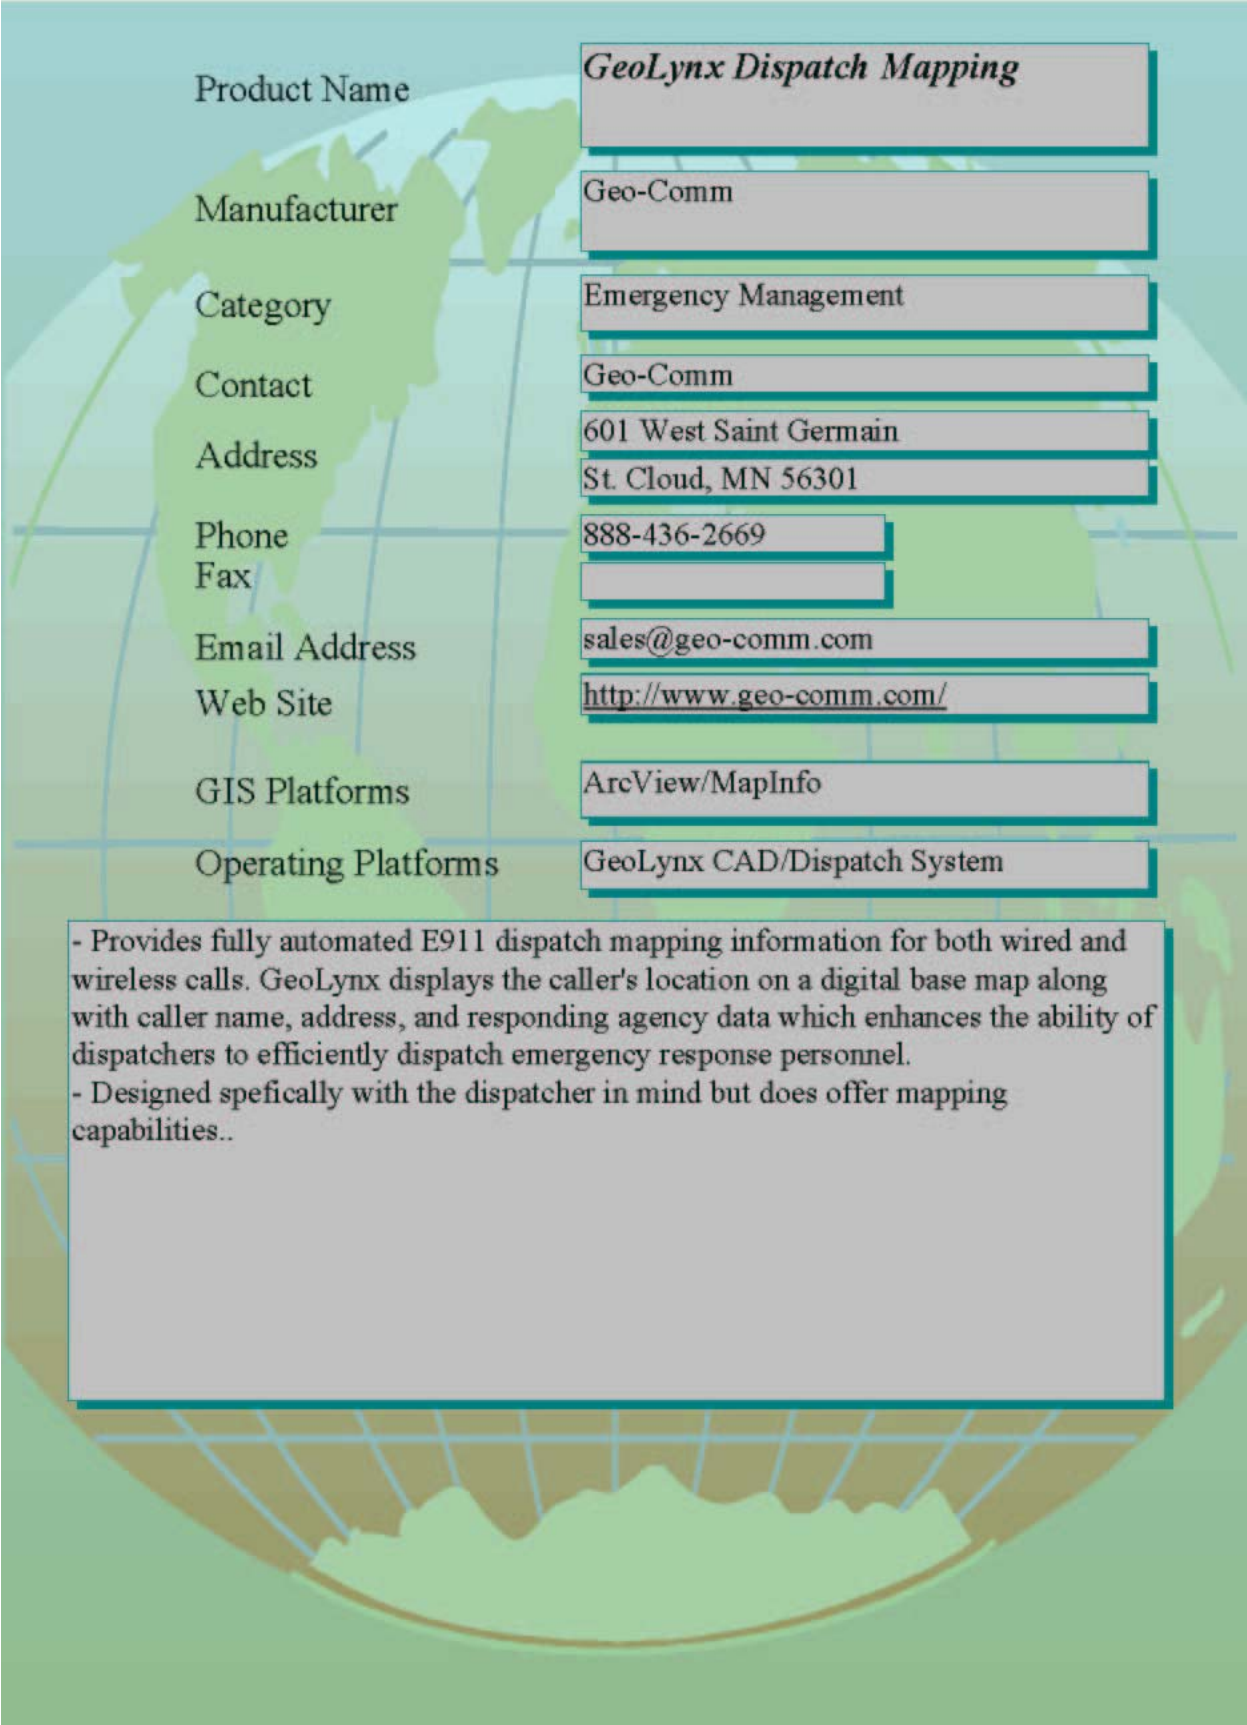 Product Name
GeoLynx Dispatch Mapping
Manufacturer
Geo-Comm
Category
Emergency Management
Contact
Geo-Comm
Address
601 West Saint Germain
St. Cloud, MN 56301
Phone
888-436-2669
Fax
Email Address
sales@geo-comm.com
Web Site
http://www.geo-comm.com/
GIS Platforms
ArcView/MapInfo
Operating Platforms
GeoLynx CAD/Dispatch System
- Provides fully automated E911 dispatch mapping information for both wired and
wireless calls. GeoLynx displays the caller's location on a digital base map along
with caller name, address, and responding agency data which enhances the ability of
dispatchers to efficiently dispatch emergency response personnel.
- Designed spefically with the dispatcher in mind but does offer mapping
capabilities..